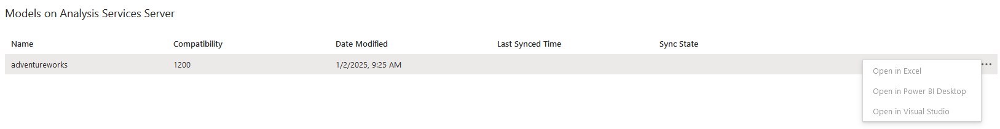 Models on Analysis Services Server
Name Compatibility Date Modified Last Synced Time Sync State
adventureworks 1200 1/2/2025, 9:25 AM
Open in Excel
Open in Power BI Desktop
Open in Visual Studio